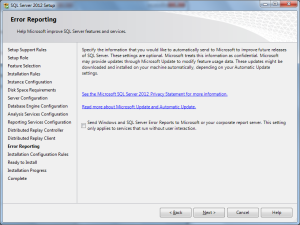 SQL Server 2012 Setup
Error Reporting
Help Microsoft improve SQL Server features and services.
Setup Support Rules
Setup Role
Feature Selection
Installation Rules
Instance Configuration
Disk Space Requirements
Server Configuration
Database Engine Configuration
Analysis Services Configuration
Reporting Services Configuration
Distributed Replay Controller
Distributed Replay Client
Error Reporting
Installation Configuration Rules
Ready to Install
Installation Progress
Complete
Specify the information that you would like to automatically send to Microsoft to improve future releases
of SQL Server. These settings are optional. Microsoft treats this information as confidential. Microsoft
may provide updates through Microsoft Update to modify feature usage data. These updates might be
downloaded and installed on your machine automatically, depending on your Automatic Update
settings.
See the Microsoft SQL Server 2012 Privacy Statement for more information.
Read more about Microsoft Update and Automatic Update.
Send Windows and SQL Server Error Reports to Microsoft or your corporate report server. This setting
only applies to services that run without user interaction.
< Back
Next >
Cancel
Help